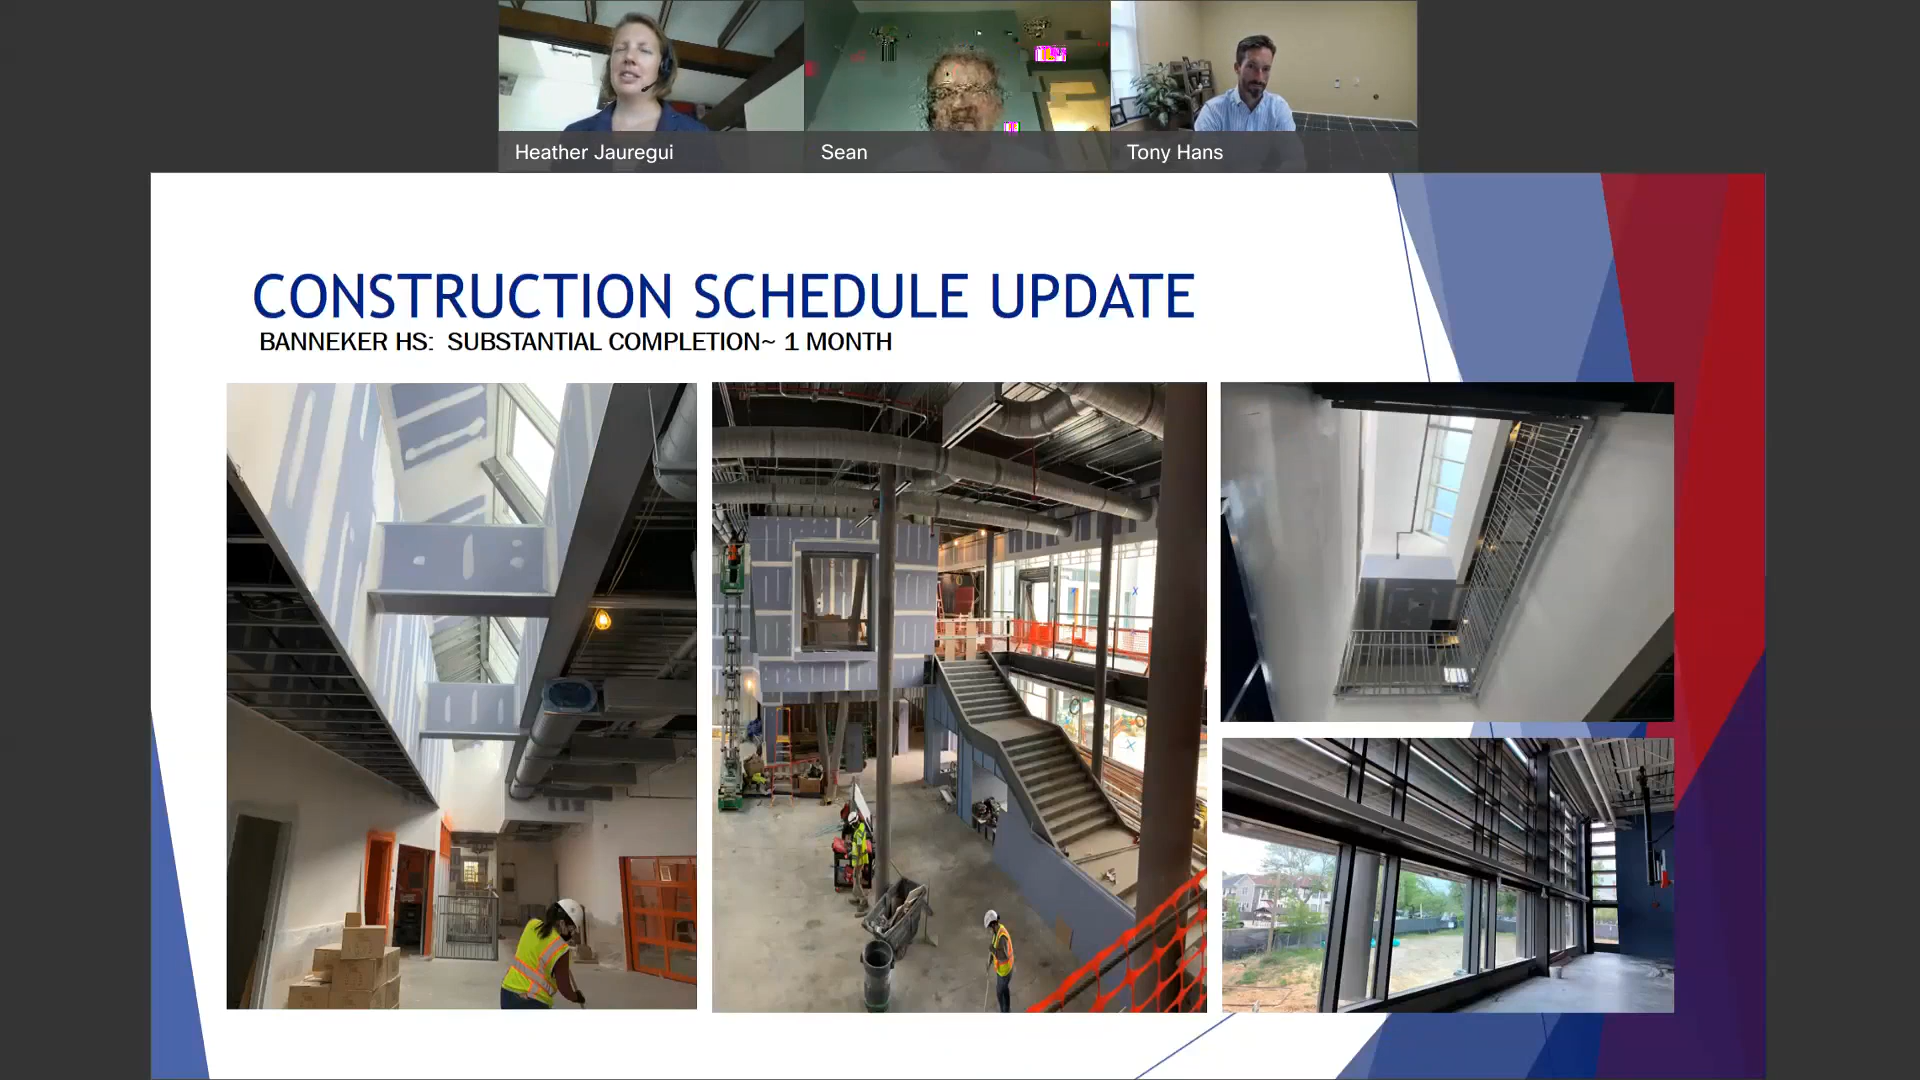 Heather Jauregui
Sean
Tony Hans
CONSTRUCTION SCHEDULE UPDATE
BANNEKER HS: SUBSTANTIAL COMPLETION~ 1 MONTH